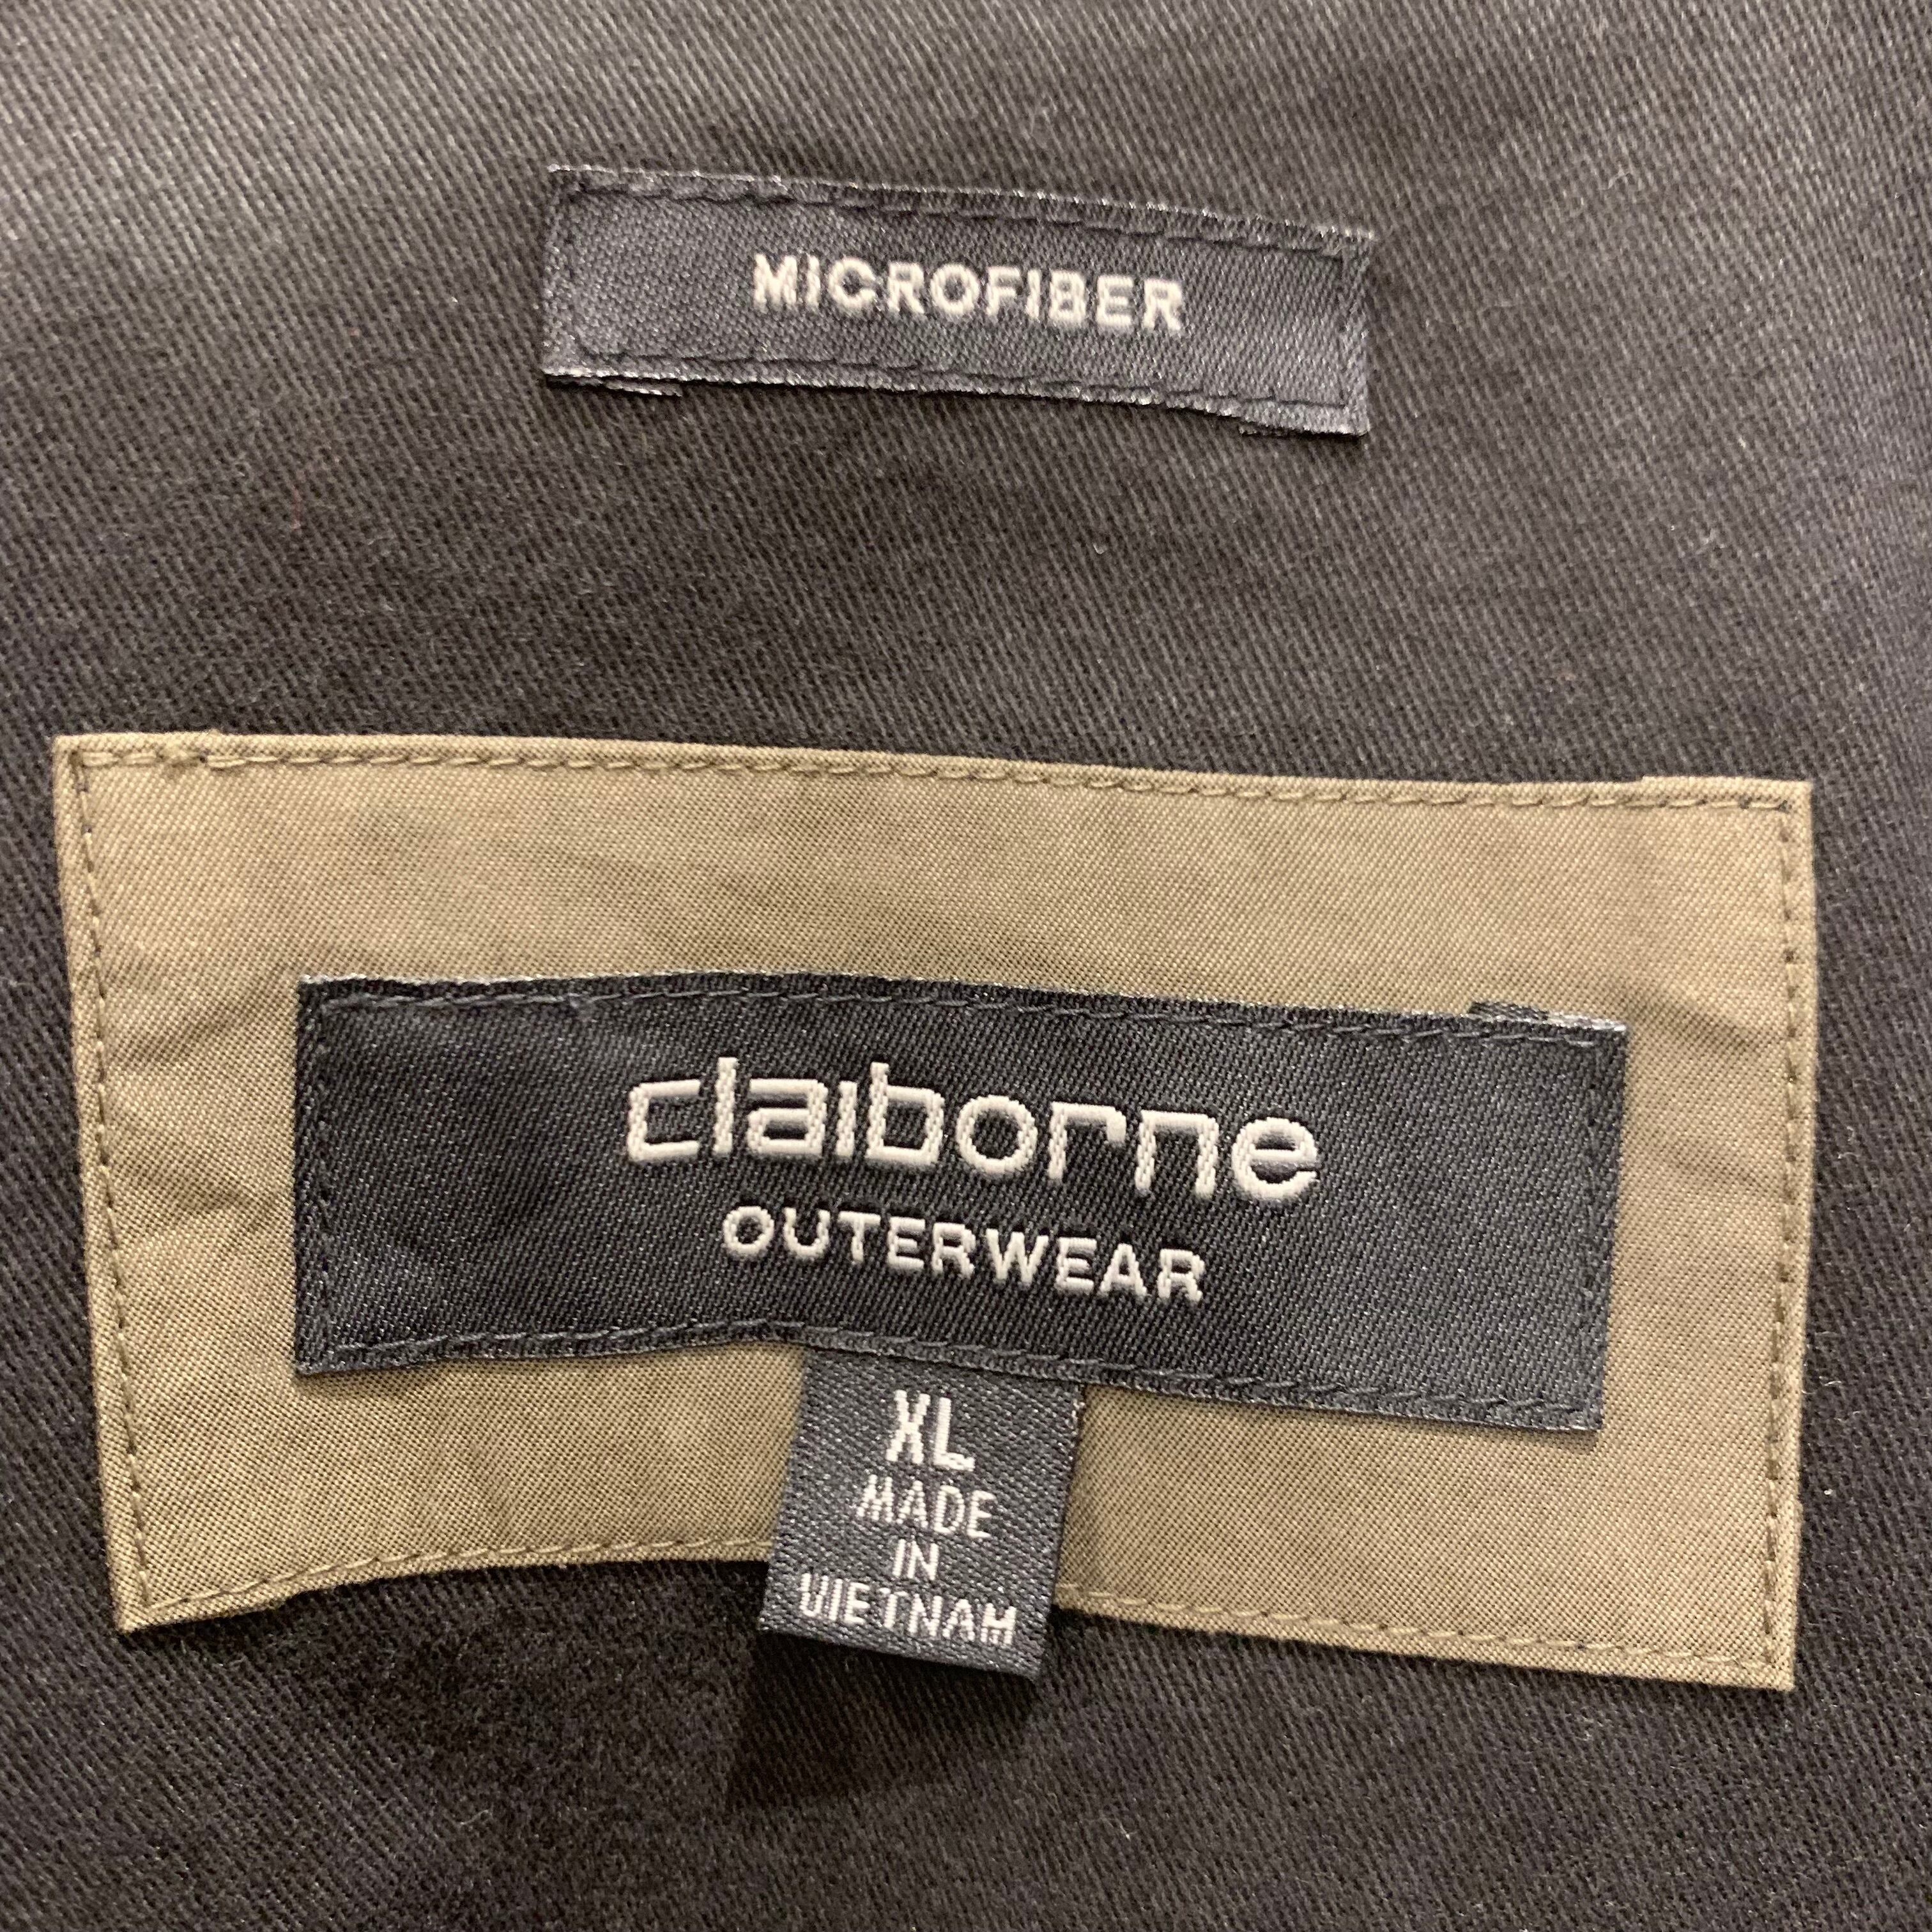 MICROFIBER
claiborne
OUTERWEAR
XL
MADE
IN
VIETNAM